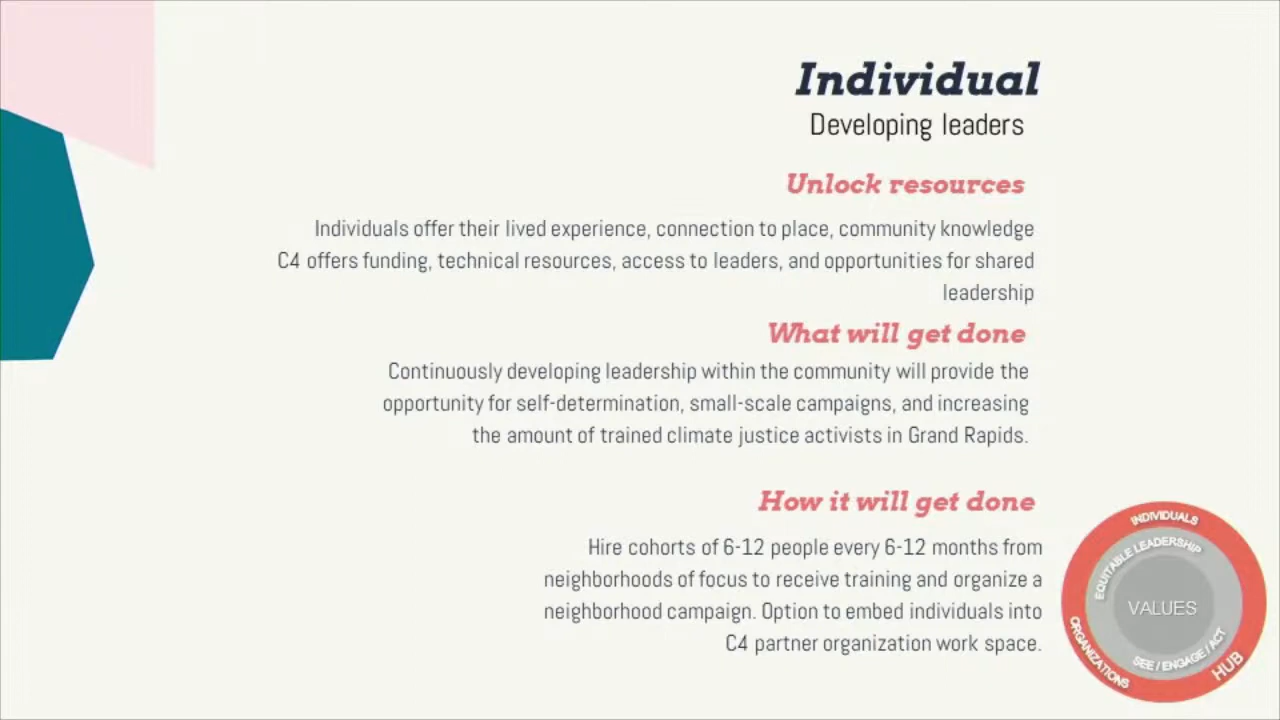 Individual
Developing leaders
Unlock resources
Individuals offer their lived experience, connection to place, community knowledge
C4 offers funding, technical resources, access to leaders, and opportunities for shared
leadership
What will get done
Continuously developing leadership within the community will provide the
opportunity for self-determination, small-scale campaigns, and increasing
the amount of trained climate justice activists in Grand Rapids.
How it will get done
Hire cohorts of 6-12 people every 6-12 months from
neighborhoods of focus to receive training and organize a
neighborhood campaign. Option to embed individuals into
C4 partner organization work space.
INDIVIDUALS
EQUITABLE LEADERSHIP
VALUES
SEE / ENGAGE / ACT
ORGANIZATIONS
HUB